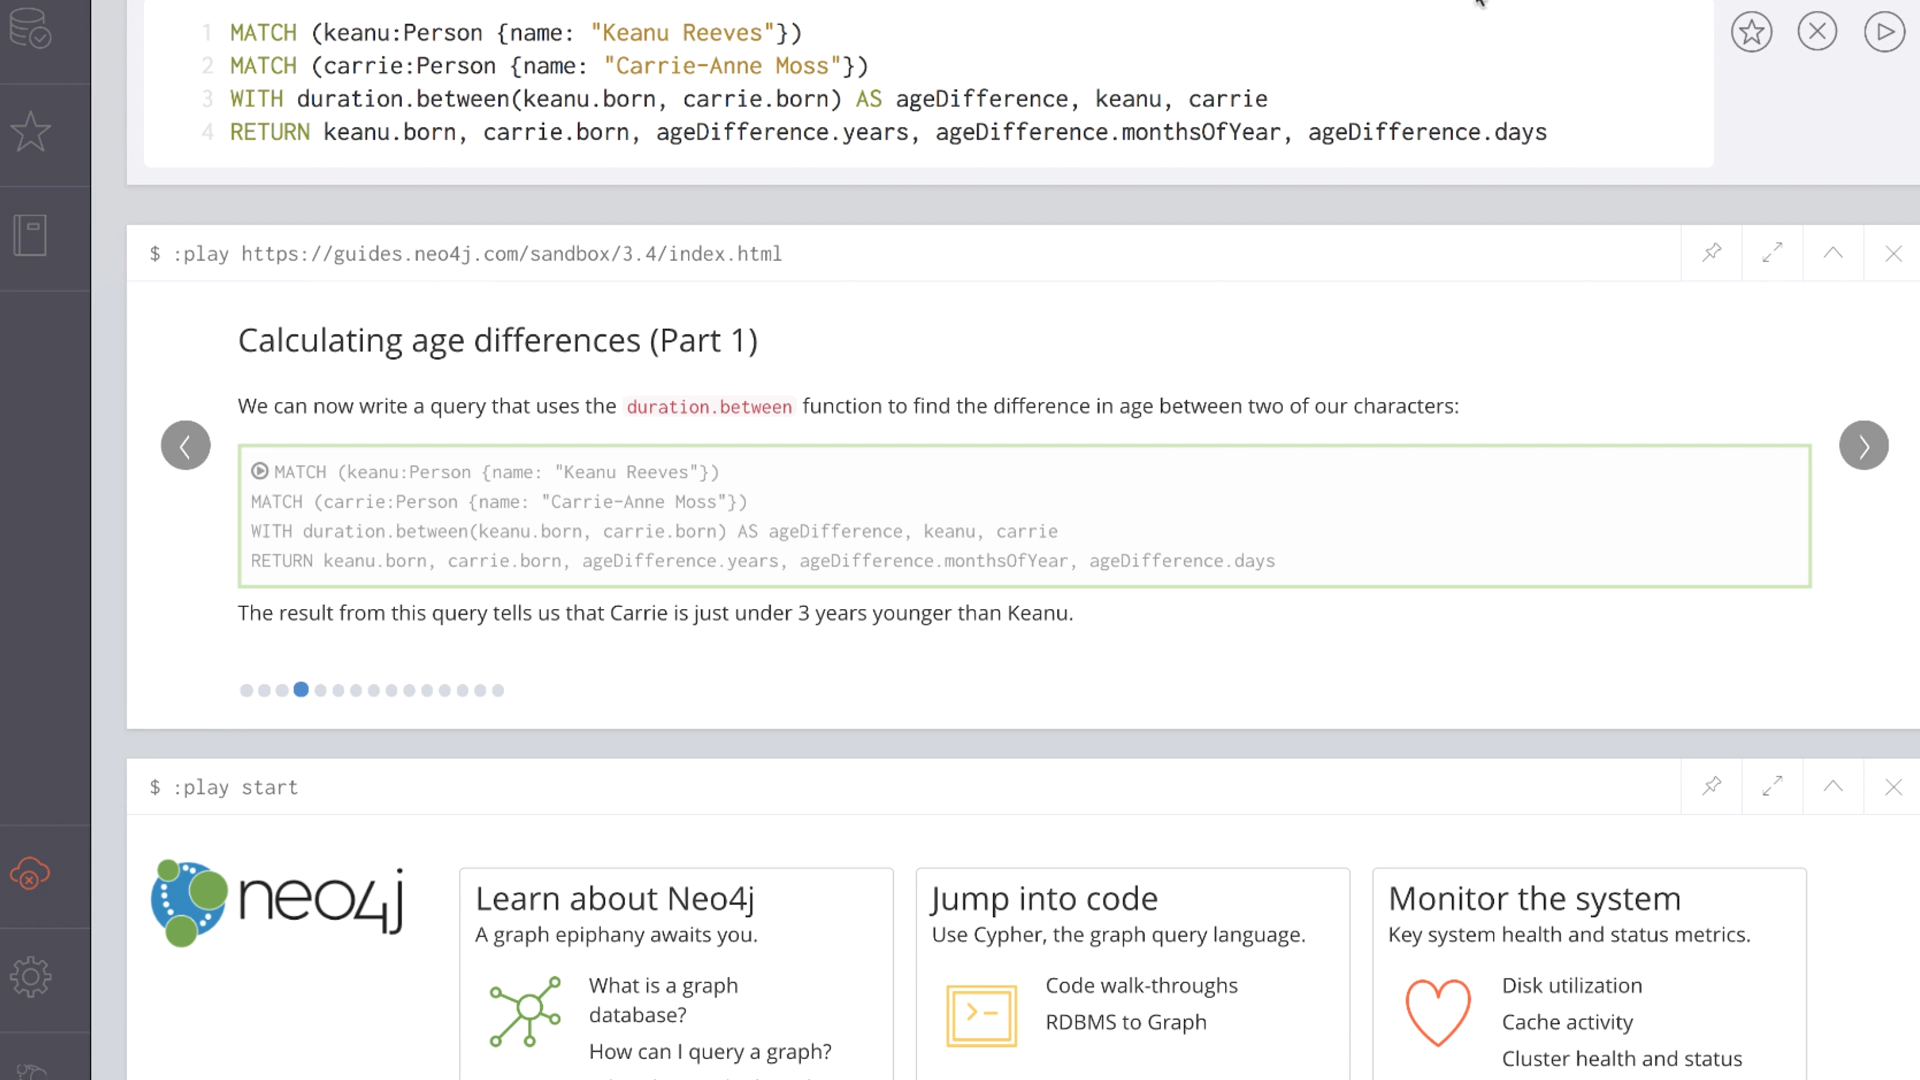 1 MATCH (keanu:Person {name: "Keanu Reeves"})
2 MATCH (carrie:Person {name: "Carrie-Anne Moss"})
3 WITH duration.between(keanu.born, carrie.born) AS ageDifference, keanu, carrie
4 RETURN keanu.born, carrie.born, ageDifference.years, ageDifference.monthsOfYear, ageDifference.days
$ :play https://guides.neo4j.com/sandbox/3.4/index.html
Calculating age differences (Part 1)
We can now write a query that uses the duration.between function to find the difference in age between two of our characters:
MATCH (keanu:Person {name: "Keanu Reeves"})
MATCH (carrie:Person {name: "Carrie-Anne Moss"})
WITH duration.between(keanu.born, carrie.born) AS ageDifference, keanu, carrie
RETURN keanu.born, carrie.born, ageDifference.years, ageDifference.monthsOfYear, ageDifference.days
The result from this query tells us that Carrie is just under 3 years younger than Keanu.
$ :play start
neo4j
Learn about Neo4j
A graph epiphany awaits you.
What is a graph
database?
How can I query a graph?
Jump into code
Use Cypher, the graph query language.
Code walk-throughs
RDBMS to Graph
Monitor the system
Key system health and status metrics.
Disk utilization
Cache activity
Cluster health and status